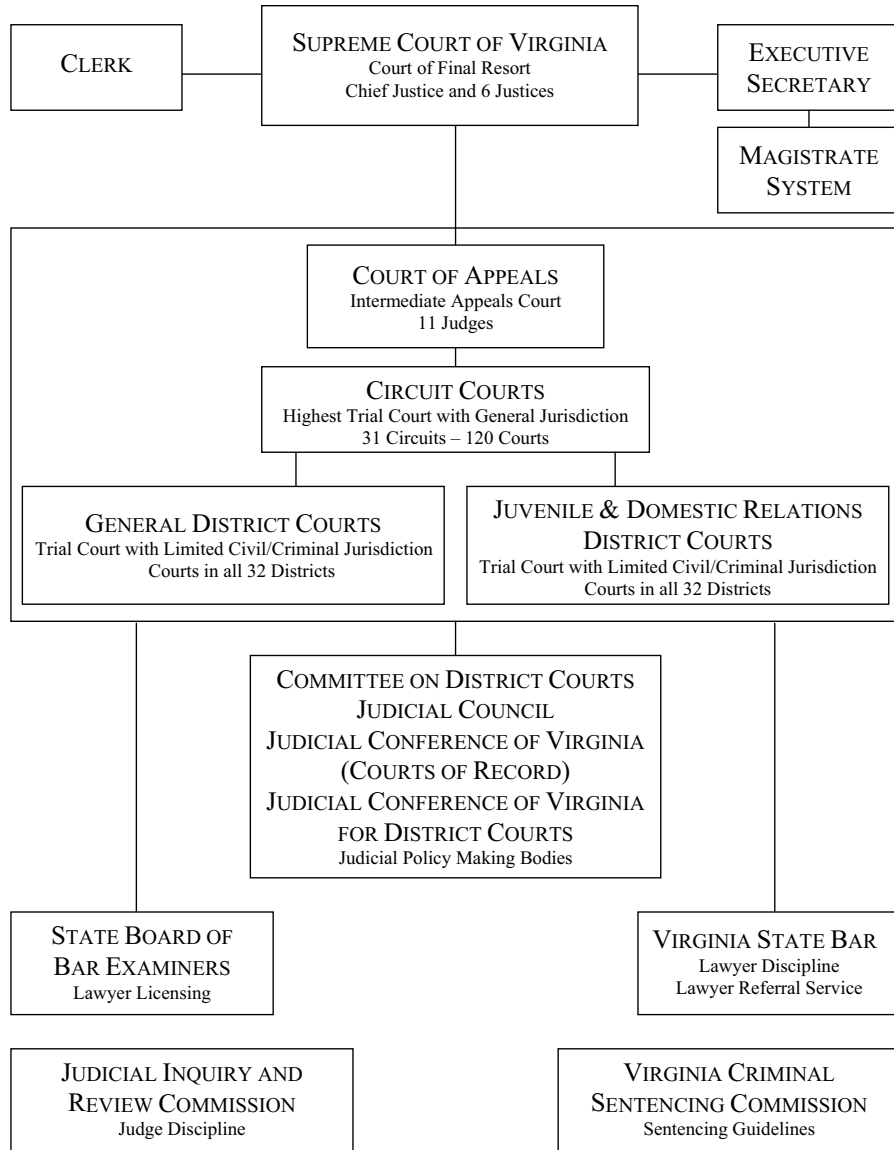 CLERK
SUPREME COURT OF VIRGINIA
Court of Final Resort
Chief Justice and 6 Justices
EXECUTIVE
SECRETARY
MAGISTRATE
SYSTEM
COURT OF APPEALS
Intermediate Appeals Court
11 Judges
CIRCUIT COURTS
Highest Trial Court with General Jurisdiction
31 Circuits – 120 Courts
GENERAL DISTRICT COURTS
Trial Court with Limited Civil/Criminal Jurisdiction
Courts in all 32 Districts
JUVENILE & DOMESTIC RELATIONS
DISTRICT COURTS
Trial Court with Limited Civil/Criminal Jurisdiction
Courts in all 32 Districts
COMMITTEE ON DISTRICT COURTS
JUDICIAL COUNCIL
JUDICIAL CONFERENCE OF VIRGINIA
(COURTS OF RECORD)
JUDICIAL CONFERENCE OF VIRGINIA
FOR DISTRICT COURTS
Judicial Policy Making Bodies
STATE BOARD OF
BAR EXAMINERS
Lawyer Licensing
VIRGINIA STATE BAR
Lawyer Discipline
Lawyer Referral Service
JUDICIAL INQUIRY AND
REVIEW COMMISSION
Judge Discipline
VIRGINIA CRIMINAL
SENTENCING COMMISSION
Sentencing Guidelines